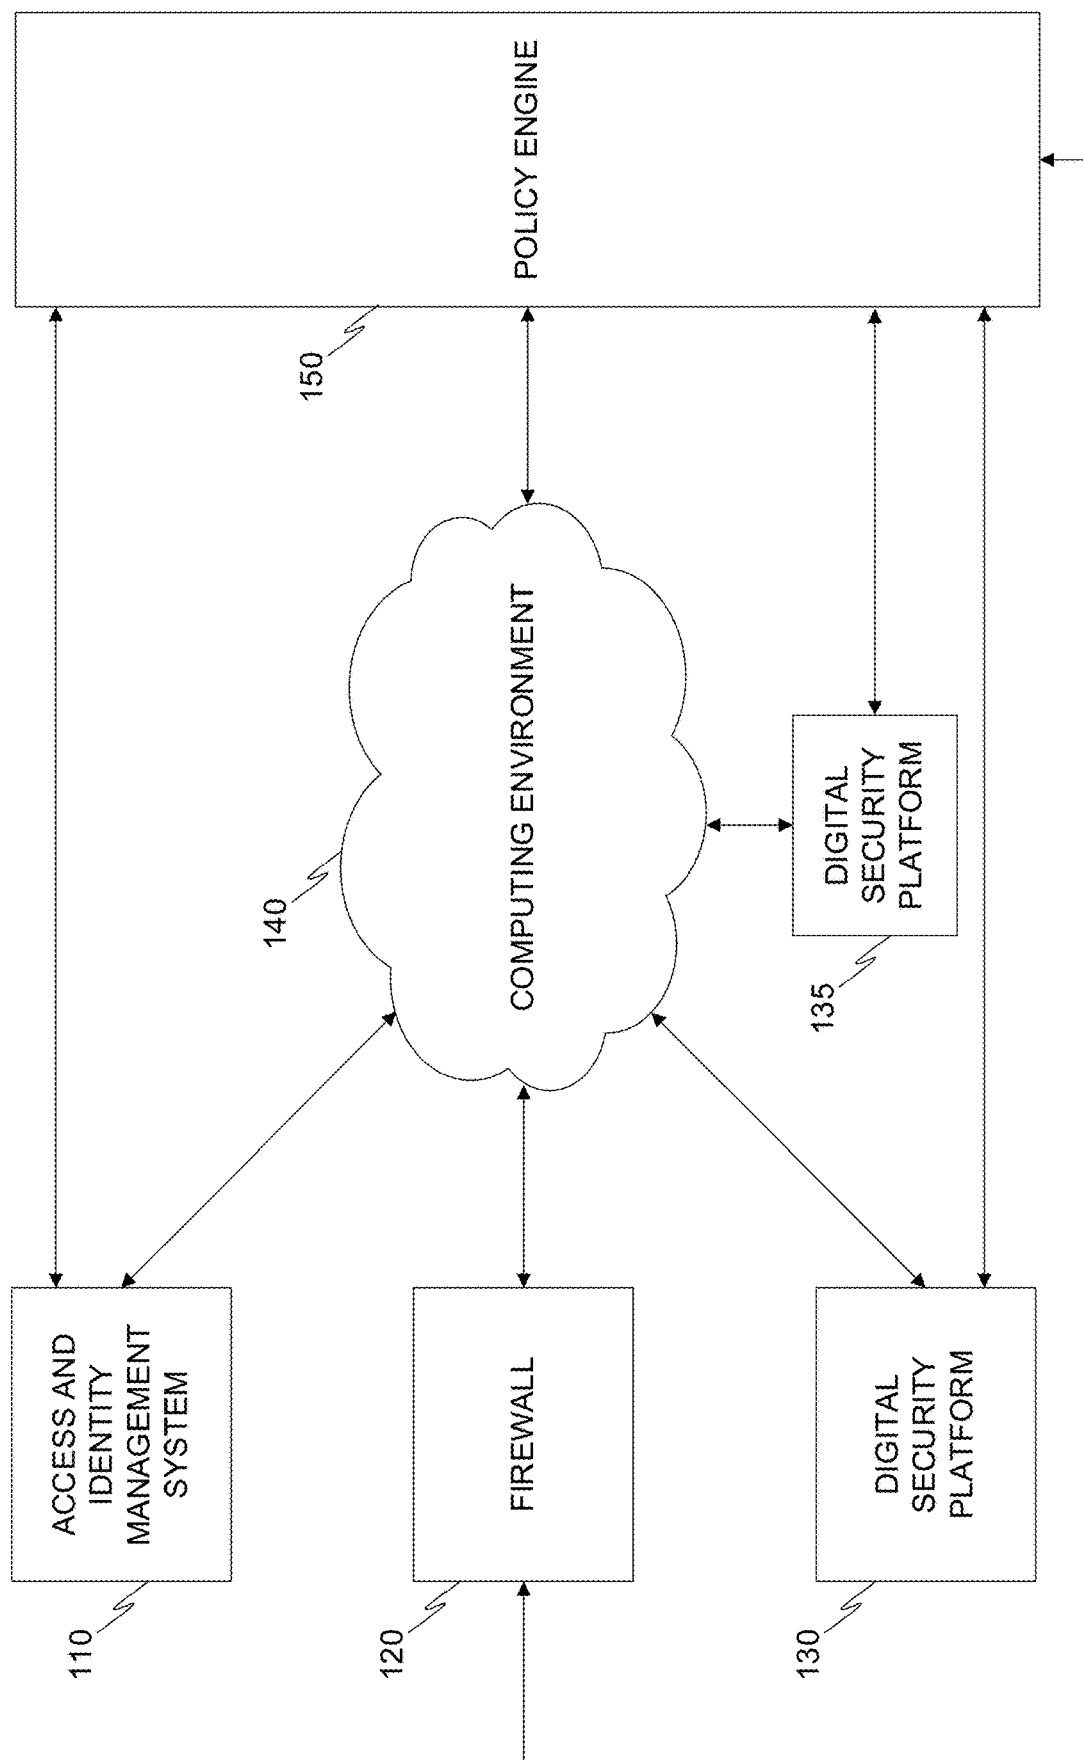 110
ACCESS AND
IDENTITY
MANAGEMENT
SYSTEM
120
FIREWALL
130
DIGITAL
SECURITY
PLATFORM
140
COMPUTING ENVIRONMENT
135
DIGITAL
SECURITY
PLATFORM
150
POLICY ENGINE